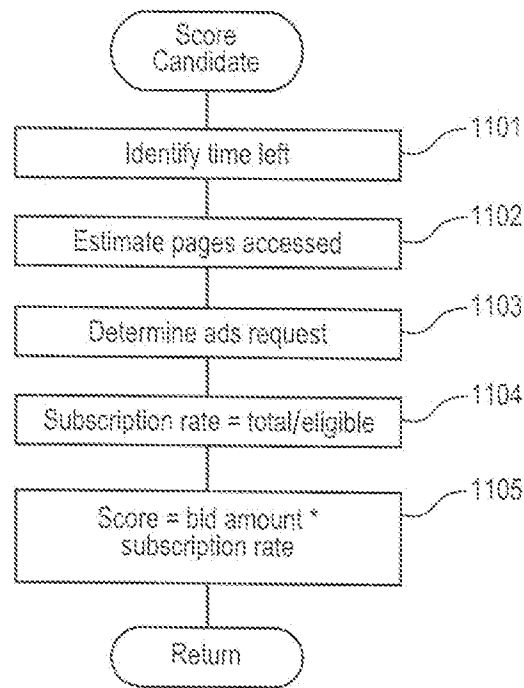 Score
Candidate
1101
Identify time left
1102
Estimate pages accessed
1103
Determine ads request
1104
Subscription rate = total/eligible
1105
Score = bid amount *
subscription rate
Return